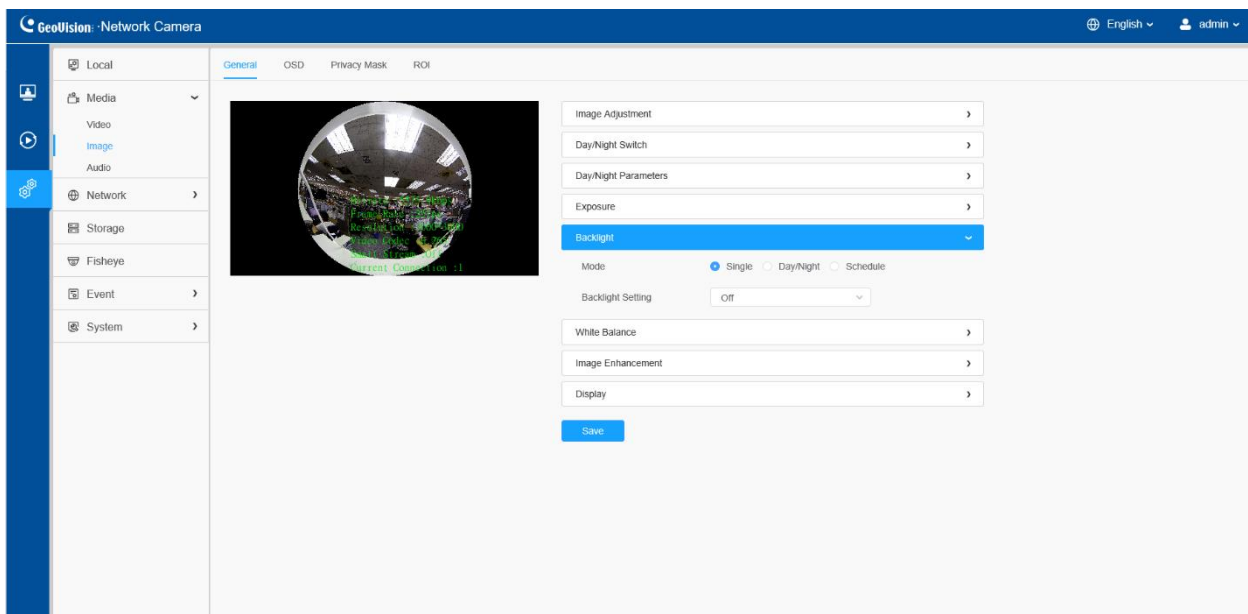 GeoVision Network Camera
English
admin
Local
Media
Video
Image
Audio
Network
Storage
Fisheye
Event
System
General OSD Privacy Mask ROI
Current Connection :1
Image Adjustment
Day/Night Switch
Day/Night Parameters
Exposure
Backlight
Mode Single Day/Night Schedule
Backlight Setting Off
White Balance
Image Enhancement
Display
Save